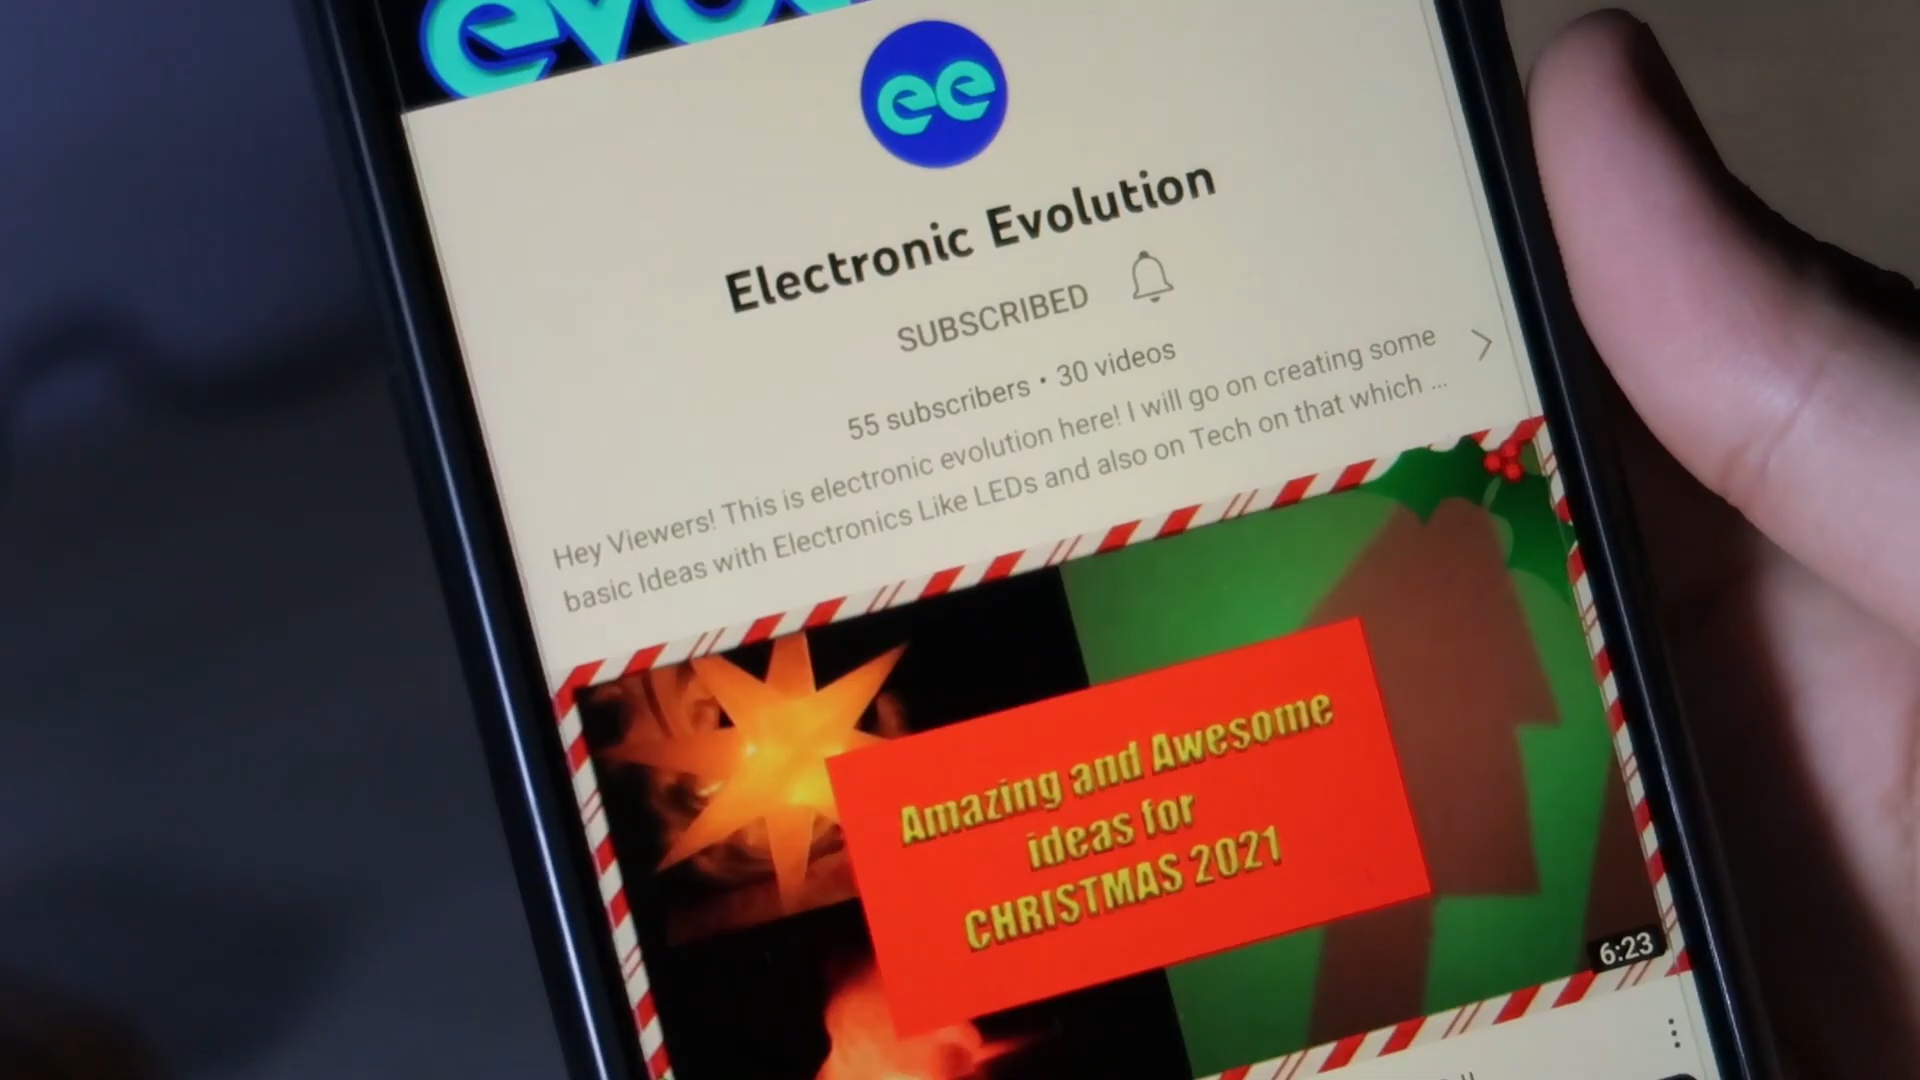 evo
ee
Electronic Evolution
SUBSCRIBED
55 subscribers • 30 videos
Hey Viewers! This is electronic evolution here! I will go on creating some
basic Ideas with Electronics Like LEDs and also on Tech on that which ...
Amazing and Awesome
ideas for
CHRISTMAS 2021
6:23